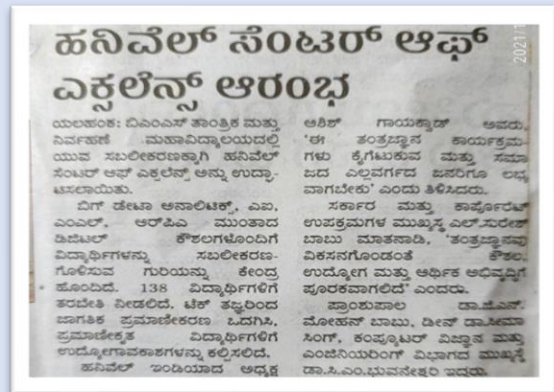 ಹನಿವೆಲ್ ಸೆಂಟರ್ ಆಫ್
ಎಕ್ಸಲೆನ್ಸ್ ಆರಂಭ
ಯಲಹಂಕ: ಬಿಎಂಎಸ್ ತಾಂತ್ರಿಕ ಮತ್ತು
ನಿರ್ವಹಣೆ ಮಹಾವಿದ್ಯಾಲಯದಲ್ಲಿ
ಯುವ ಸಬಲೀಕರಣಕ್ಕಾಗಿ ಹನಿವೆಲ್
ಸೆಂಟರ್ ಆಫ್ ಎಕ್ಸಲೆನ್ಸ್ ಅನ್ನು ಉದ್ಘಾ-
ಟಿಸಲಾಯಿತು.
ಬಿಗ್ ಡೇಟಾ ಅನಾಲಿಟಿಕ್ಸ್, ಎಐ,
ಎಂಎಲ್, ಆರ್‌ಪಿಎ ಮುಂತಾದ
ಡಿಜಿಟಲ್ ಕೌಶಲಗಳೊಂದಿಗೆ
ವಿದ್ಯಾರ್ಥಿಗಳನ್ನು ಸಬಲೀಕರಣ-
ಗೊಳಿಸುವ ಗುರಿಯನ್ನು ಕೇಂದ್ರ
ಹೊಂದಿದೆ. 138 ವಿದ್ಯಾರ್ಥಿಗಳಿಗೆ
ತರಬೇತಿ ನೀಡಲಿದೆ. ಟೆಕ್ ತಜ್ಞರಿಂದ
ಜಾಗತಿಕ ಪ್ರಮಾಣೀಕರಣ ಒದಗಿಸಿ,
ಪ್ರಮಾಣೀಕೃತ ವಿದ್ಯಾರ್ಥಿಗಳಿಗೆ
ಉದ್ಯೋಗಾವಕಾಶಗಳನ್ನು ಕಲ್ಪಿಸಲಿದೆ.
ಹನಿವೆಲ್ ಇಂಡಿಯಾದ ಅಧ್ಯಕ್ಷ
ಆಶಿಶ್ ಗಾಯಕ್ವಾಡ್ ಅವರು,
'ಈ ತಂತ್ರಜ್ಞಾನ ಕಾರ್ಯಕ್ರಮ-
ಗಳು ಕೈಗೆಟುಕುವ ಮತ್ತು ಸಮಾ
ಜದ ಎಲ್ಲವರ್ಗದ ಜನರಿಗೂ ಲಭ್ಯ
ವಾಗಬೇಕು' ಎಂದು ತಿಳಿಸಿದರು.
ಸರ್ಕಾರ ಮತ್ತು ಕಾರ್ಪೊರೆಟ್
ಉಪಕ್ರಮಗಳ ಮುಖ್ಯಸ್ಥ ಎಲ್.ಸುರೇಶ್
ಬಾಬು ಮಾತನಾಡಿ, 'ತಂತ್ರಜ್ಞಾನವು
ವಿಕಸನಗೊಂಡಂತೆ ಕೌಶಲ,
ಉದ್ಯೋಗ ಮತ್ತು ಆರ್ಥಿಕ ಅಭಿವೃದ್ಧಿಗೆ
ಪೂರಕವಾಗಲಿದೆ' ಎಂದರು.
ಪ್ರಾಂಶುಪಾಲ ಡಾ.ಜಿ.ಎನ್.
ಮೋಹನ್ ಬಾಬು, ಡೀನ್ ಡಾ.ಸೀಮಾ
ಸಿಂಗ್, ಕಂಪ್ಯೂಟರ್ ವಿಜ್ಞಾನ ಮತ್ತು
ಎಂಜಿನಿಯರಿಂಗ್ ವಿಭಾಗದ ಮುಖ್ಯಸ್ಥೆ
ಡಾ.ಸಿ.ಎಂ.ಭುವನೇಶ್ವರಿ ಇದ್ದರು.